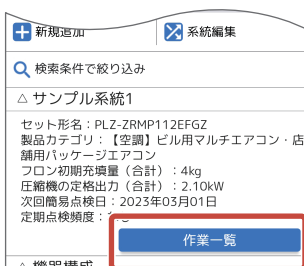 新規追加
系統編集
検索条件で絞り込み
△ サンプル系統1
セット形名：PLZ-ZRMP112EFGZ
製品カテゴリ：【空調】ビル用マルチエアコン・店
舗用パッケージエアコン
フロン初期充填量（合計）：4kg
圧縮機の定格出力（合計）：2.10kW
次回簡易点検日：2023年03月01日
定期点検頻度：
作業一覧
△ 機器構成